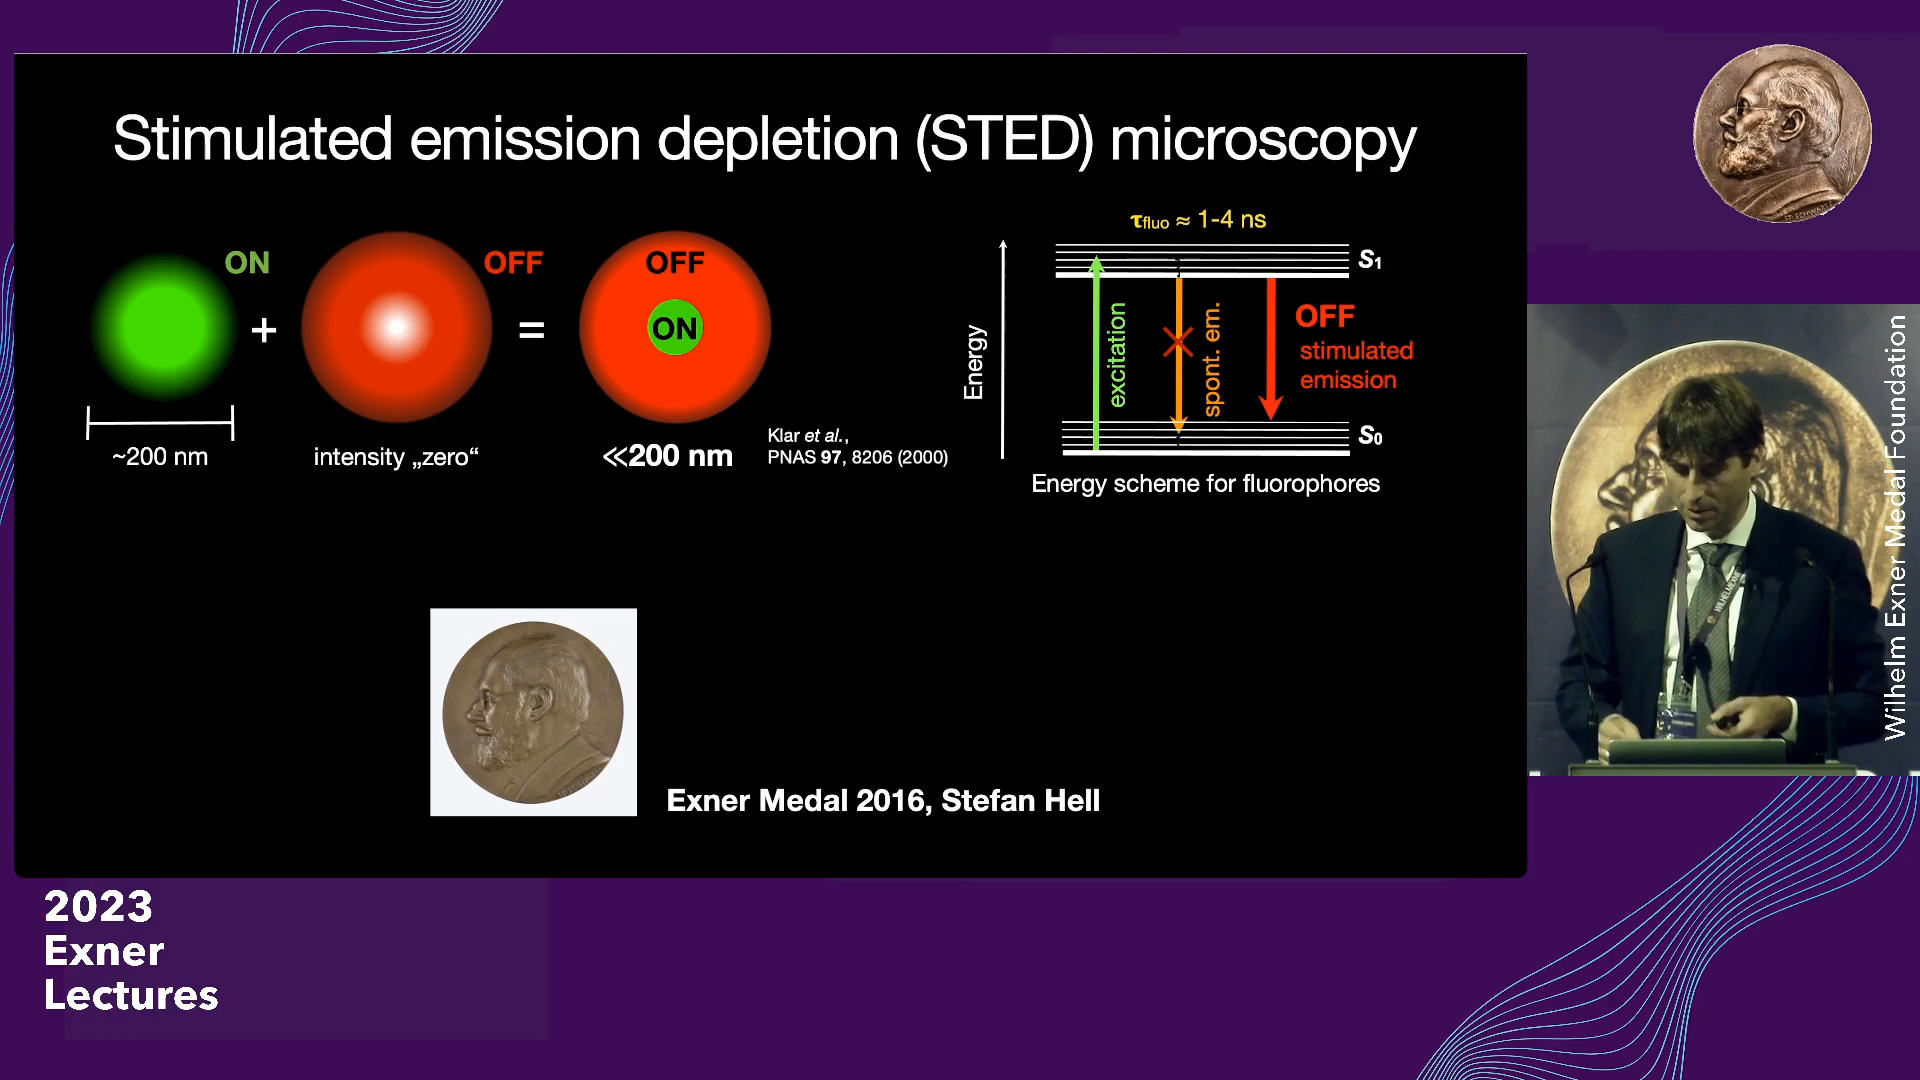 Stimulated emission depletion (STED) microscopy
ON
+
OFF
=
OFF
ON
~200 nm
intensity „zero“
≪200 nm
Klar et al.,
PNAS 97, 8206 (2000)
τfluo ≈ 1-4 ns
S1
Energy
excitation
spont. em.
OFF
stimulated
emission
S0
Energy scheme for fluorophores
Exner Medal 2016, Stefan Hell
Wilhelm Exner Medal Foundation
2023
Exner
Lectures